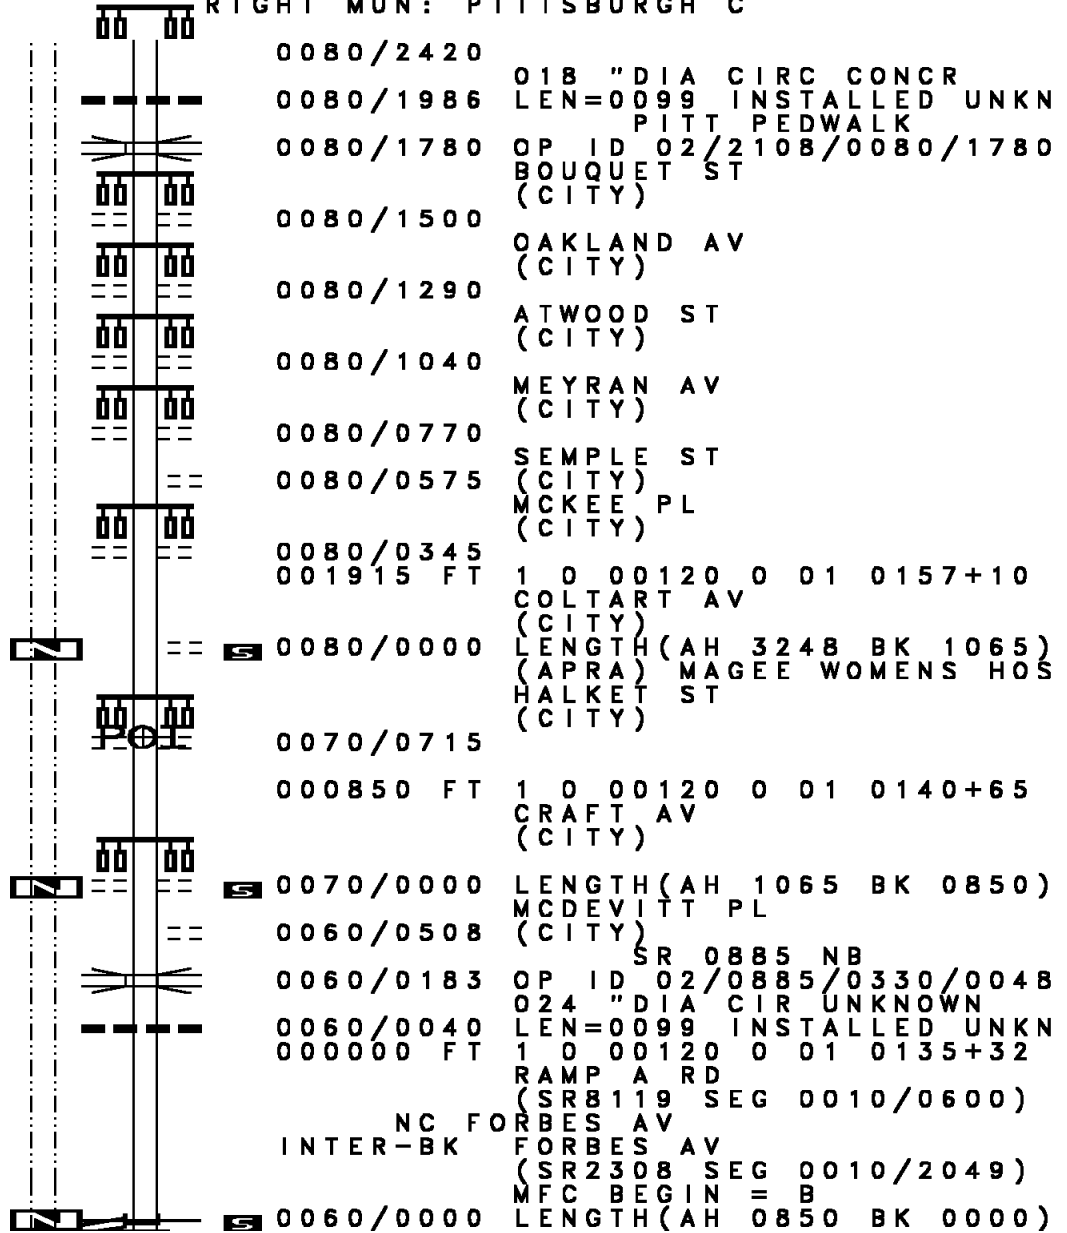 RIGHT MUN: PITTSBURGH C
0080/2420
018 "DIA CIRC CONCR
0080/1986 LEN=0099 INSTALLED UNKN
PITT PEDWALK
0080/1780 OP ID 02/2108/0080/1780
BOUQUET ST
(CITY)
0080/1500
OAKLAND AV
(CITY)
0080/1290
ATWOOD ST
(CITY)
0080/1040
MEYRAN AV
(CITY)
0080/0770
SEMPLE ST
0080/0575 (CITY)
MCKEE PL
(CITY)
0080/0345
001915 FT 1 0 00120 0 01 0157+10
COLTART AV
(CITY)
S 0080/0000 LENGTH(AH 3248 BK 1065)
(APRA) MAGEE WOMENS HOS
HALKET ST
(CITY)
POT
0070/0715
000850 FT 1 0 00120 0 01 0140+65
CRAFT AV
(CITY)
S 0070/0000 LENGTH(AH 1065 BK 0850)
MCDEVITT PL
0060/0508 (CITY)
SR 0885 NB
0060/0183 OP ID 02/0885/0330/0048
024 "DIA CIR UNKNOWN
0060/0040 LEN=0099 INSTALLED UNKN
000000 FT 1 0 00120 0 01 0135+32
RAMP A RD
(SR8119 SEG 0010/0600)
NC FORBES AV
INTER-BK FORBES AV
(SR2308 SEG 0010/2049)
MFC BEGIN = B
S 0060/0000 LENGTH(AH 0850 BK 0000)